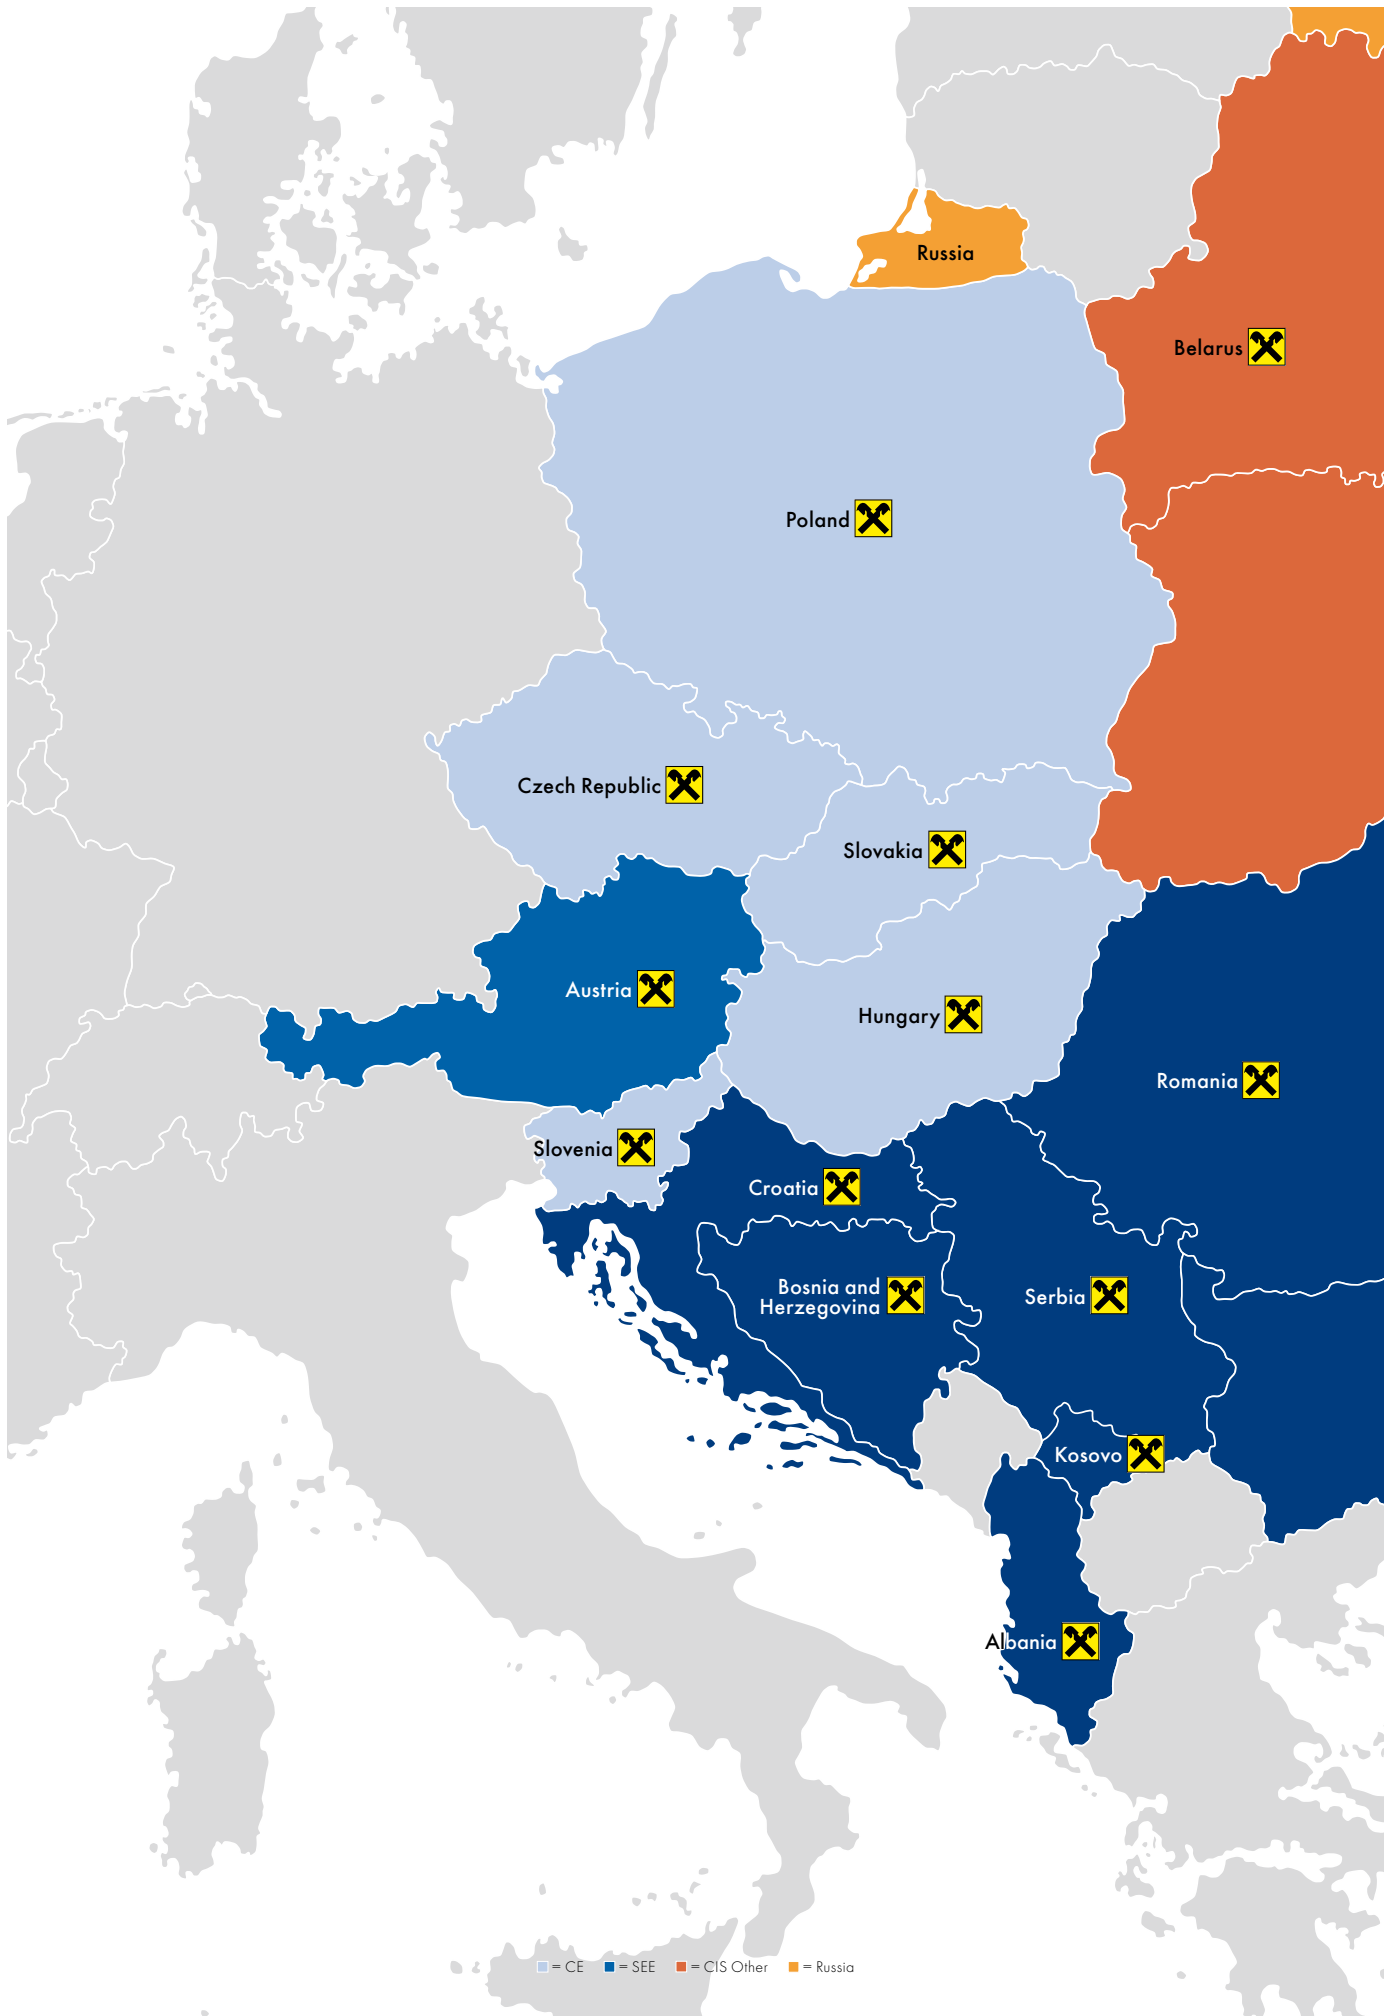 Russia
Belarus
Poland
Czech Republic
Slovakia
Austria
Hungary
Romania
Slovenia
Croatia
Bosnia and
Herzegovina
Serbia
Kosovo
Albania
= CE = SEE = CIS Other = Russia